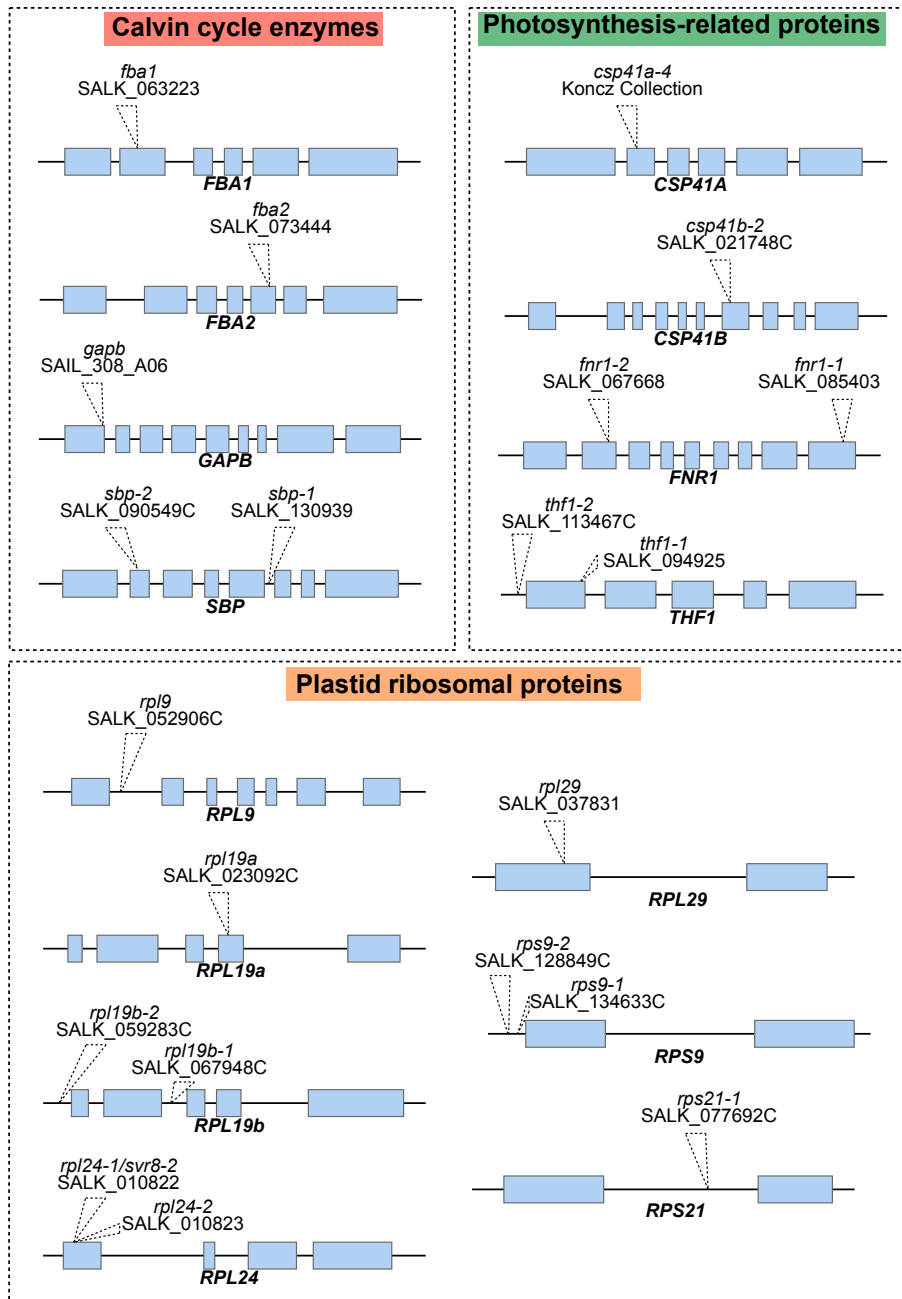 Calvin cycle enzymes
fba1
SALK_063223
FBA1
fba2
SALK_073444
FBA2
gapb
SAIL_308_A06
GAPB
sbp-2
SALK_090549C
sbp-1
SALK_130939
SBP
Photosynthesis-related proteins
csp41a-4
Koncz Collection
CSP41A
csp41b-2
SALK_021748C
CSP41B
fnr1-2
SALK_067668
fnr1-1
SALK_085403
FNR1
thf1-2
SALK_113467C
thf1-1
SALK_094925
THF1
Plastid ribosomal proteins
rpl9
SALK_052906C
RPL9
rpl19a
SALK_023092C
RPL19a
rpl19b-2
SALK_059283C
rpl19b-1
SALK_067948C
RPL19b
rpl24-1/svr8-2
SALK_010822
rpl24-2
SALK_010823
RPL24
rpl29
SALK_037831
RPL29
rps9-2
SALK_128849C
rps9-1
SALK_134633C
RPS9
rps21-1
SALK_077692C
RPS21